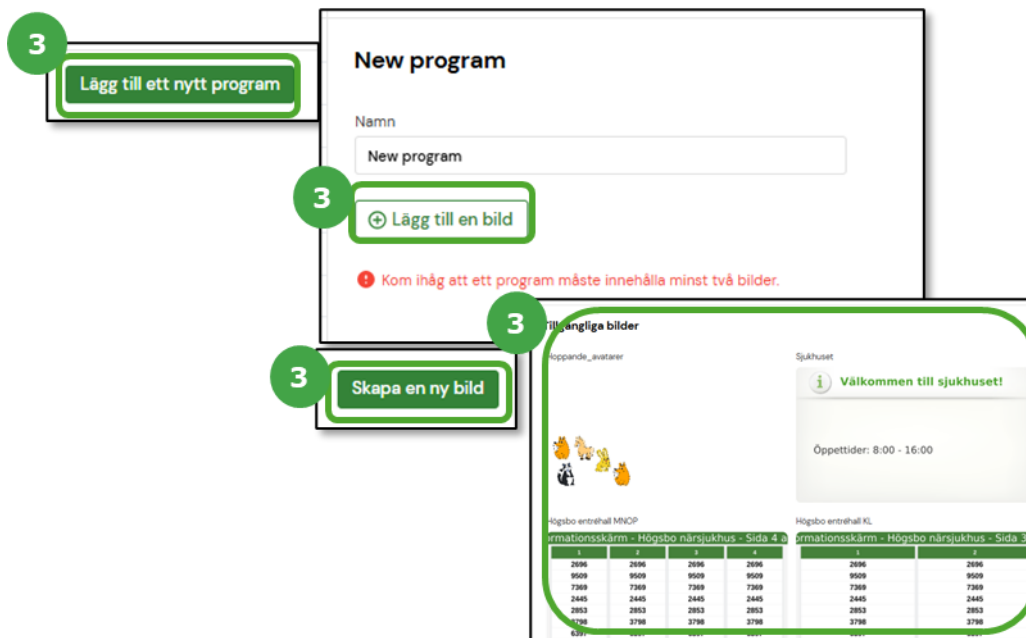 3
Lägg till ett nytt program
New program
Namn
New program
3
Lägg till en bild
Kom ihåg att ett program måste innehålla minst två bilder.
3
Tillgängliga bilder
Hoppande_avatarer
Sjukhuset
Välkommen till sjukhuset!
Öppettider: 8:00 - 16:00
3
Skapa en ny bild
Högsbo entréhall MNOP
Högsbo entréhall KL
ormationsskärm - Högsbo närsjukhus - Sida 4 a
ormationsskärm - Högsbo närsjukhus - Sida 3
1 2 3 4 1 2
2696 2696 2696 2696 2696 2696
9509 9509 9509 9509 9509 9509
7369 7369 7369 7369 7369 7369
2445 2445 2445 2445 2445 2445
2853 2853 2853 2853 2853 2853
3798 3798 3798 3798 3798 3798